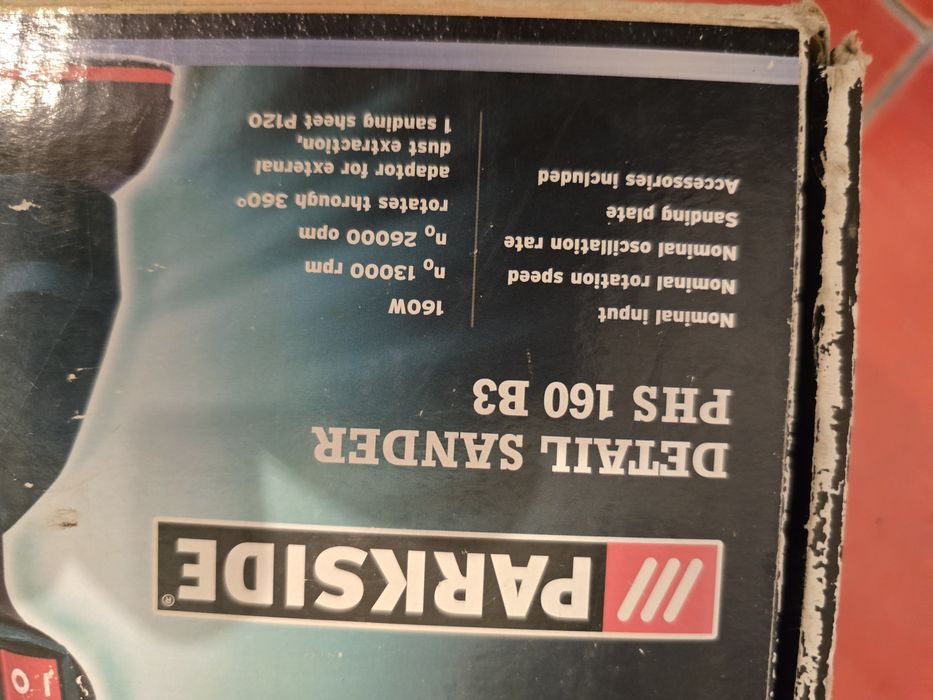 PARKSIDE®
DETAIL SANDER
PHS 160 B3
Nominal input 160W
Nominal rotation speed n0 13000 rpm
Nominal oscillation rate n0 26000 opm
Sanding plate rotates through 360°
Accessories included adaptor for external
dust extraction,
1 sanding sheet P120